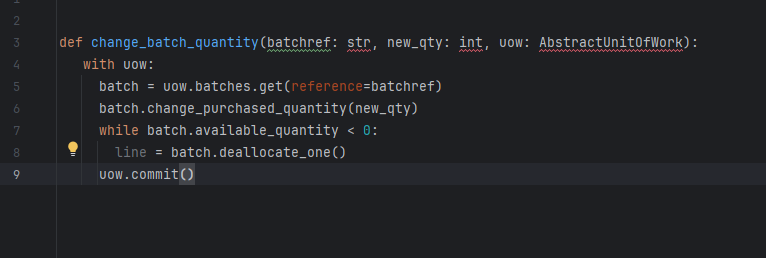 1
2
3 def change_batch_quantity(batchref: str, new_qty: int, uow: AbstractUnitOfWork):
4     with uow:
5         batch = uow.batches.get(reference=batchref)
6         batch.change_purchased_quantity(new_qty)
7         while batch.available_quantity < 0:
8             line = batch.deallocate_one()
9         uow.commit()